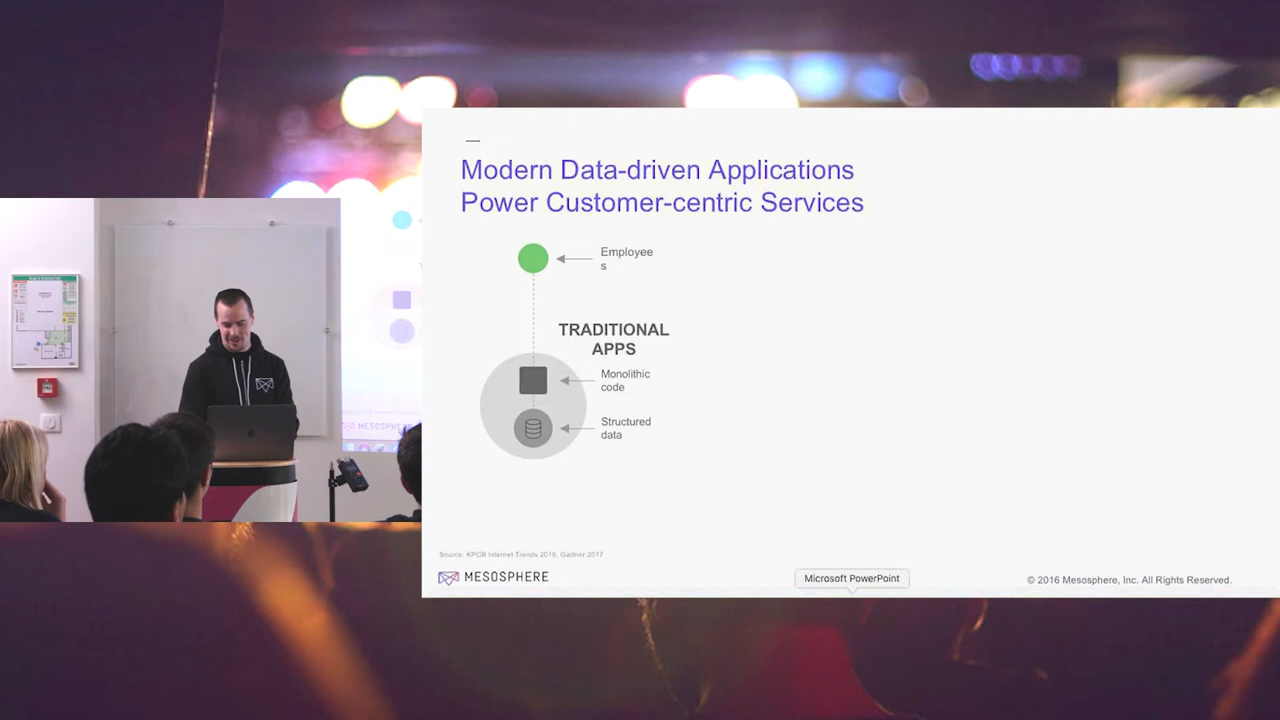 Modern Data-driven Applications
Power Customer-centric Services
Employee
s
TRADITIONAL
APPS
Monolithic
code
Structured
data
Source: KPCB Internet Trends 2016, Gartner 2017
MESOSPHERE
Microsoft PowerPoint
© 2016 Mesosphere, Inc. All Rights Reserved.
MESOSPHERE